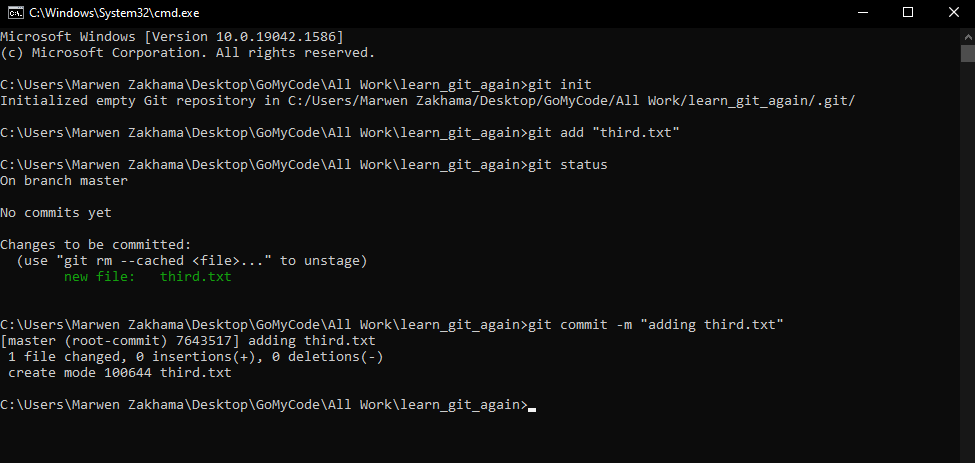 C:\Windows\System32\cmd.exe
Microsoft Windows [Version 10.0.19042.1586]
(c) Microsoft Corporation. All rights reserved.
C:\Users\Marwen Zakhama\Desktop\GoMyCode\All Work\learn_git_again>git init
Initialized empty Git repository in C:/Users/Marwen Zakhama/Desktop/GoMyCode/All Work/learn_git_again/.git/
C:\Users\Marwen Zakhama\Desktop\GoMyCode\All Work\learn_git_again>git add "third.txt"
C:\Users\Marwen Zakhama\Desktop\GoMyCode\All Work\learn_git_again>git status
On branch master
No commits yet
Changes to be committed:
  (use "git rm --cached <file>..." to unstage)
        new file:   third.txt
C:\Users\Marwen Zakhama\Desktop\GoMyCode\All Work\learn_git_again>git commit -m "adding third.txt"
[master (root-commit) 7643517] adding third.txt
 1 file changed, 0 insertions(+), 0 deletions(-)
 create mode 100644 third.txt
C:\Users\Marwen Zakhama\Desktop\GoMyCode\All Work\learn_git_again>